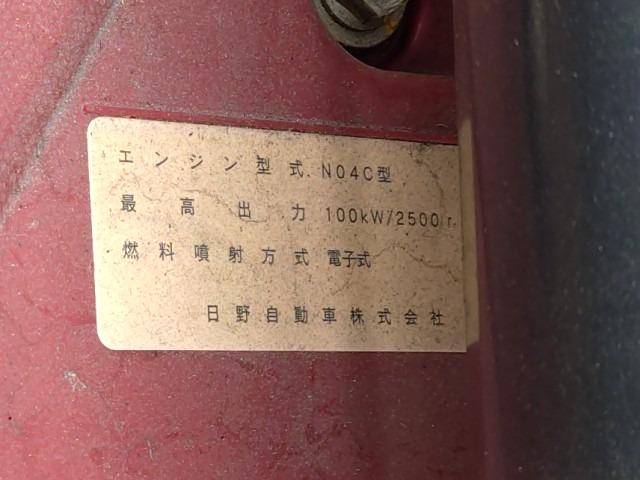 エンジン型式 N04C型
最高出力 100kW/2500r
燃料噴射方式 電子式
日野自動車株式会社